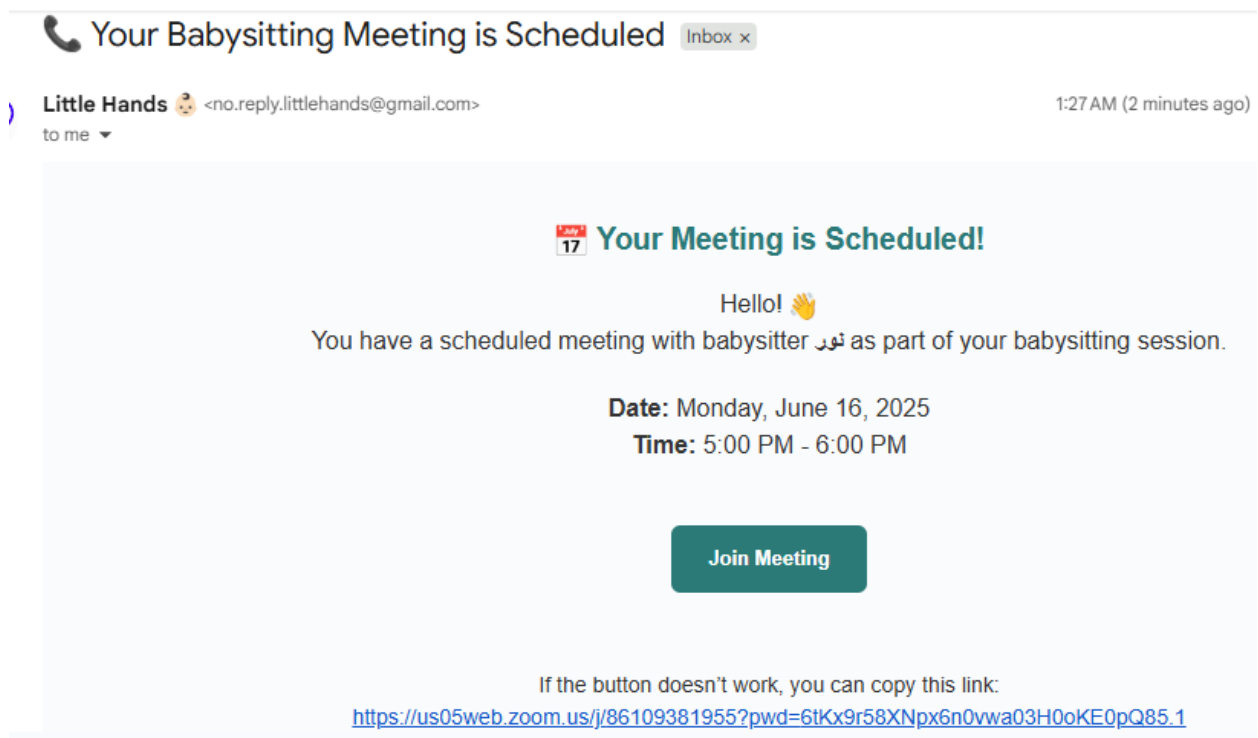 📞 Your Babysitting Meeting is Scheduled Inbox ×
Little Hands 👶🏻 <no.reply.littlehands@gmail.com> 1:27 AM (2 minutes ago)
to me
📅 Your Meeting is Scheduled!
Hello! 👋
You have a scheduled meeting with babysitter نور as part of your babysitting session.
Date: Monday, June 16, 2025
Time: 5:00 PM - 6:00 PM
Join Meeting
If the button doesn't work, you can copy this link:
https://us05web.zoom.us/j/86109381955?pwd=6tKx9r58XNpx6n0vwa03H0oKE0pQ85.1